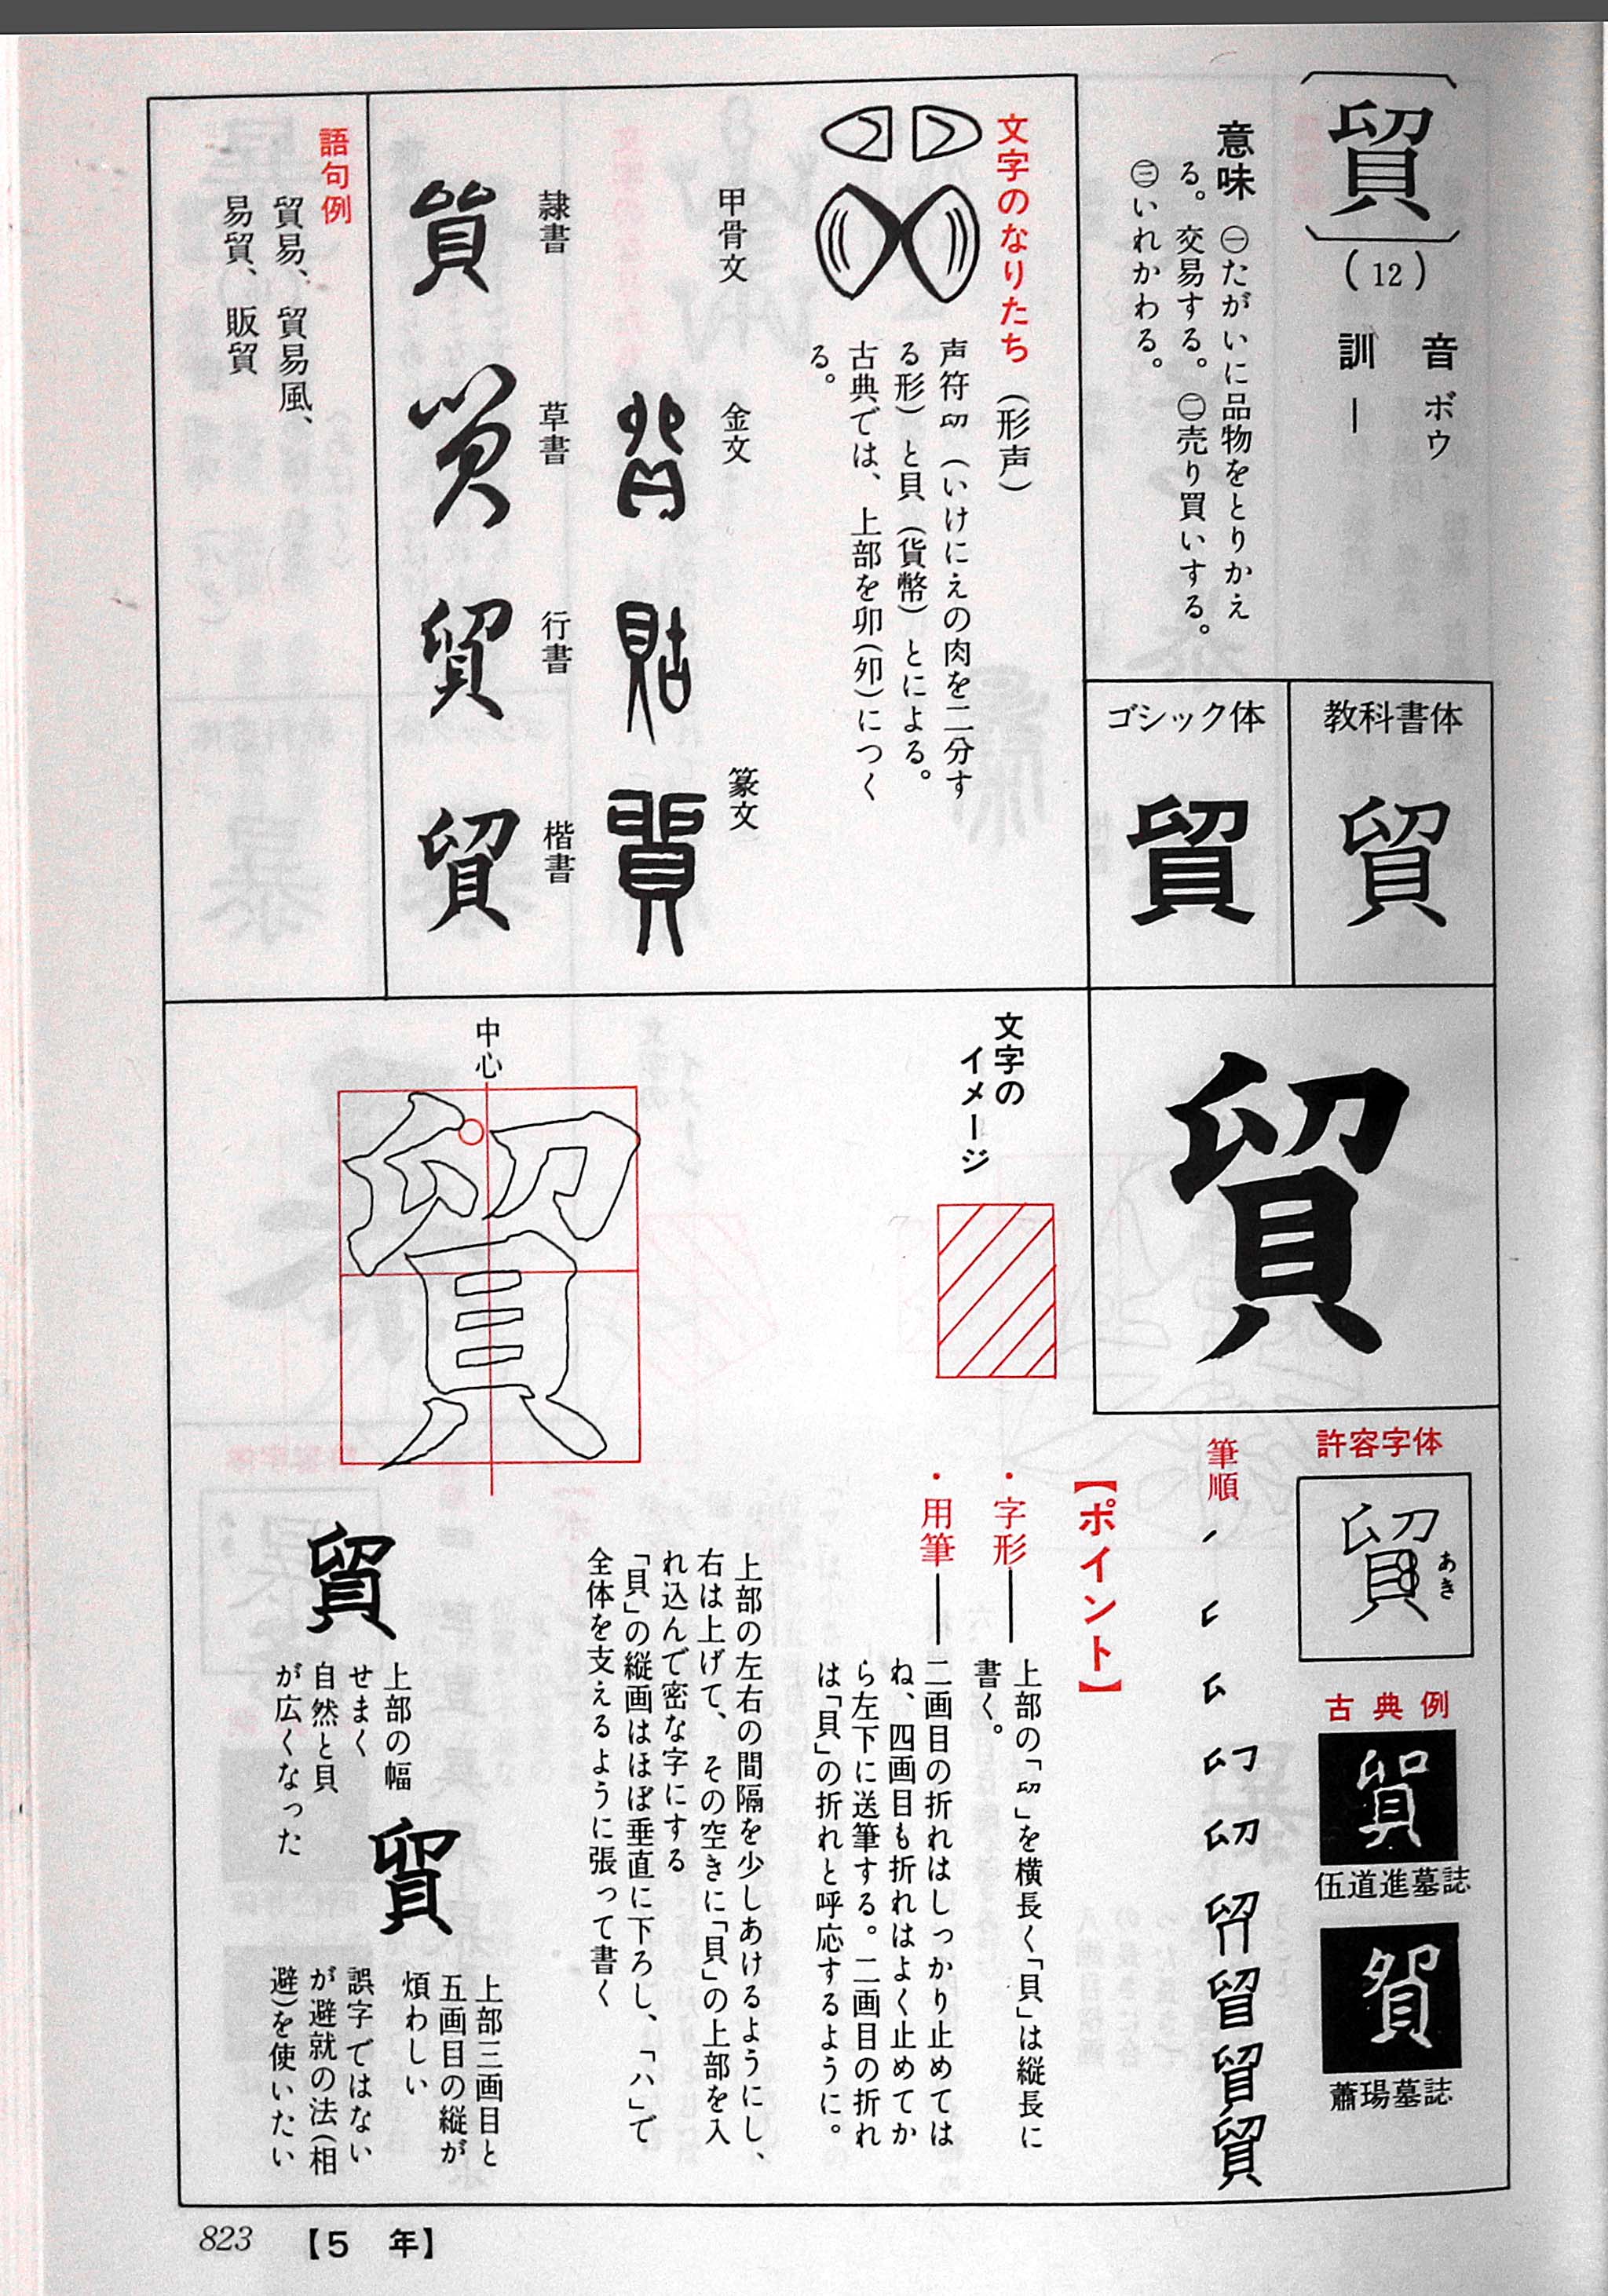 〔貿〕(12)
音 ボウ
訓 ―
意味 ㊀たがいに品物をとりかえ
る。交易する。㊁売り買いする。
㊂いれかわる。
教科書体
貿
ゴシック体
貿
文字のなりたち (形声)
声符 (いけにえの肉を二分す
る形)と貝(貨幣)とによる。
古典では、上部を卯(夘)につく
る。
甲骨文
金文
篆文
隷書
草書
行書
楷書
貿
貿
貿
貿
語句例
貿易、貿易風、
易貿、販貿
貿
文字の
イメージ
中心
貿
許容字体
貿
あき
古典例
貿
伍道進墓誌
貿
蕭瑒墓誌
筆順
【ポイント】
・字形――上部の「」を横長く「貝」は縦長に
書く。
・用筆――二画目の折れはしっかり止めては
ね、四画目も折れはよく止めてか
ら左下に送筆する。二画目の折れ
は「貝」の折れと呼応するように。
上部の左右の間隔を少しあけるようにし、
右は上げて、その空きに「貝」の上部を入
れ込んで密な字にする
「貝」の縦画はほぼ垂直に下ろし、「ハ」で
全体を支えるように張って書く
貿
上部の幅
せまく
自然と貝
が広くなった
貿
上部三画目と
五画目の縦が
煩わしい
誤字ではない
が避就の法(相
避)を使いたい
823 【5 年】